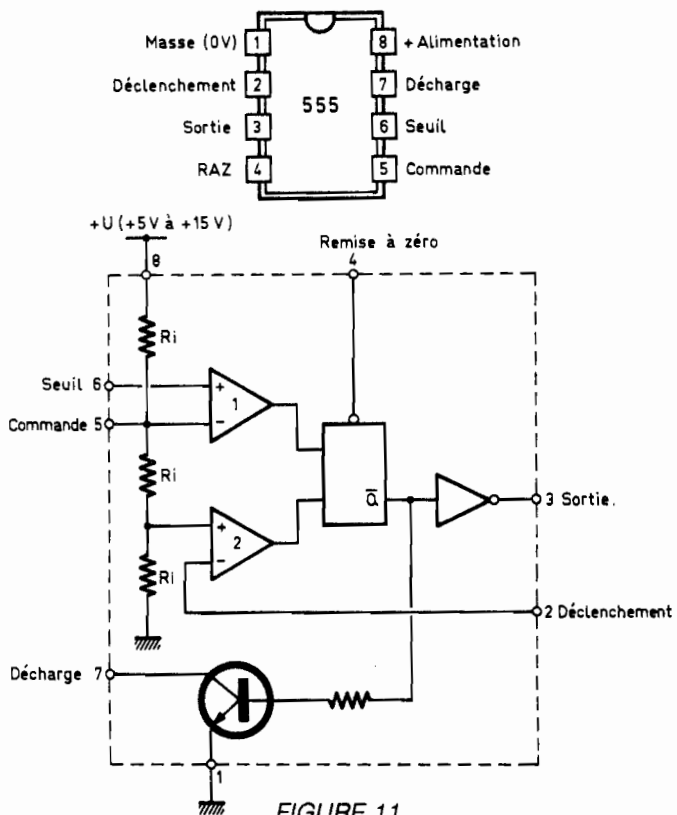 Masse (0V) 1 8 + Alimentation
Déclenchement 2 7 Décharge
555
Sortie 3 6 Seuil
RAZ 4 5 Commande
+U (+5V à +15 V)
8
Remise à zéro
4
Ri
Seuil 6
+
1
Commande 5
-
Ri
Q̅
3 Sortie.
+
2
-
Ri
2 Déclenchement
Décharge 7
1
FIGURE 11